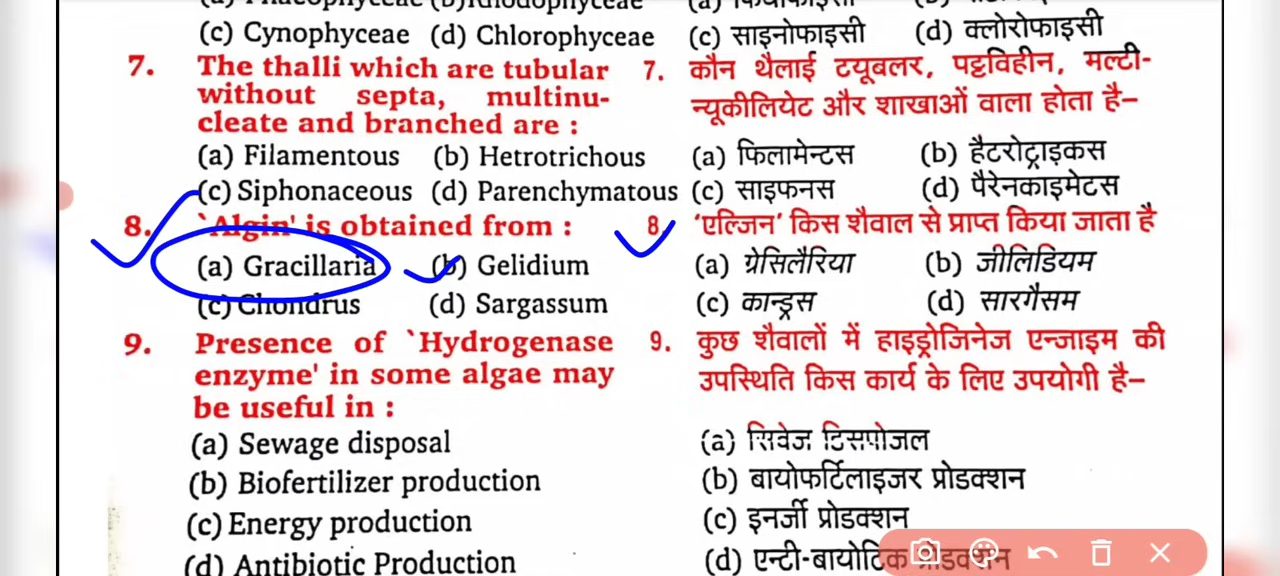 (c) Cynophyceae (d) Chlorophyceae
7. The thalli which are tubular
without septa, multinu-
cleate and branched are :
(a) Filamentous (b) Hetrotrichous
(c) Siphonaceous (d) Parenchymatous
8. `Algin' is obtained from :
(a) Gracillaria (b) Gelidium
(c) Chondrus (d) Sargassum
9. Presence of `Hydrogenase
enzyme' in some algae may
be useful in :
(a) Sewage disposal
(b) Biofertilizer production
(c) Energy production
(d) Antibiotic Production
(c) साइनोफाइसी (d) क्लोरोफाइसी
7. कौन थैलाई टयूबलर, पट्टविहीन, मल्टी-
न्यूकीलियेट और शाखाओं वाला होता है–
(a) फिलामेन्टस (b) हैटरोट्राइकस
(c) साइफनस (d) पैरेनकाइमेटस
8. ‘एल्जिन’ किस शैवाल से प्राप्त किया जाता है
(a) ग्रेसिलैरिया (b) जीलिडियम
(c) कान्ड्रस (d) सारगैसम
9. कुछ शैवालों में हाइड्रोजिनेज एन्जाइम की
उपस्थिति किस कार्य के लिए उपयोगी है–
(a) सिवेज डिसपोजल
(b) बायोफर्टिलाइजर प्रोडक्शन
(c) इनर्जी प्रोडक्शन
(d) एन्टी-बायोटिक